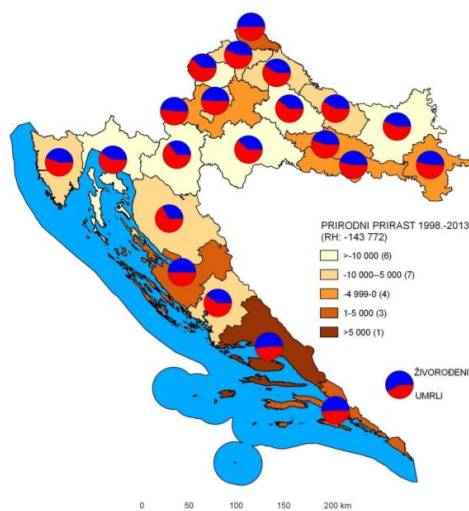 PRIRODNI PRIRAST 1998.-2013
(RH: -143 772)
>-10 000 (6)
-10 000--5 000 (7)
-4 999-0 (4)
1-5 000 (3)
>5 000 (1)
ŽIVOROĐENI
UMRLI
0 50 100 150 200 km